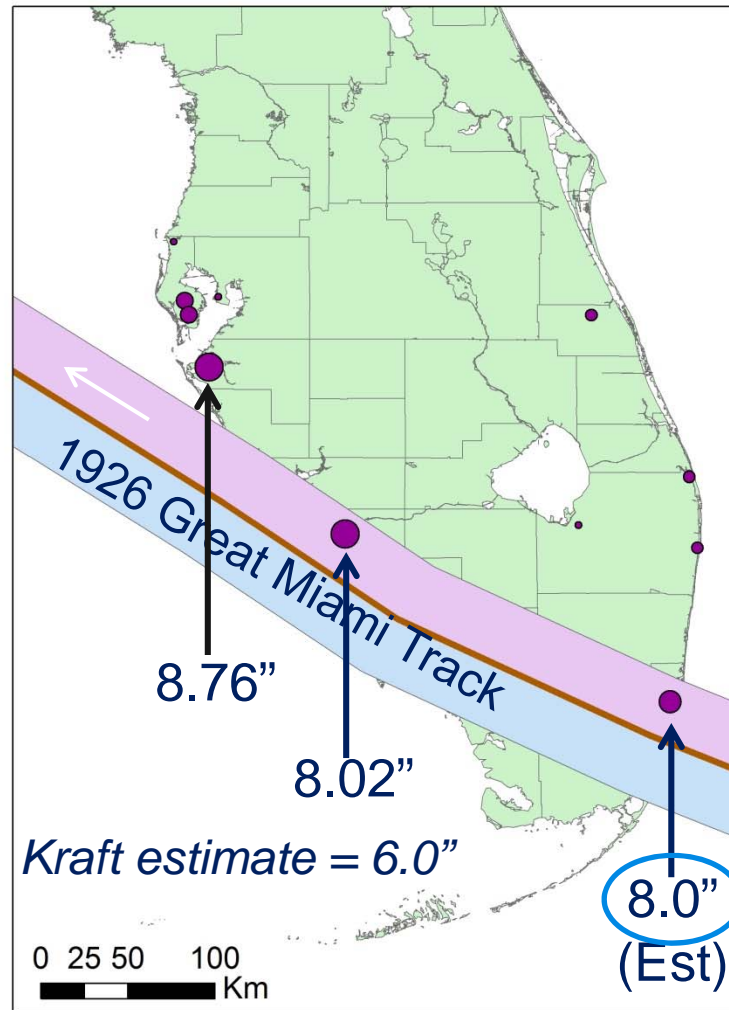 1926 Great Miami Track
8.76”
8.02”
Kraft estimate = 6.0”
8.0”
(Est)
0 25 50 100
Km